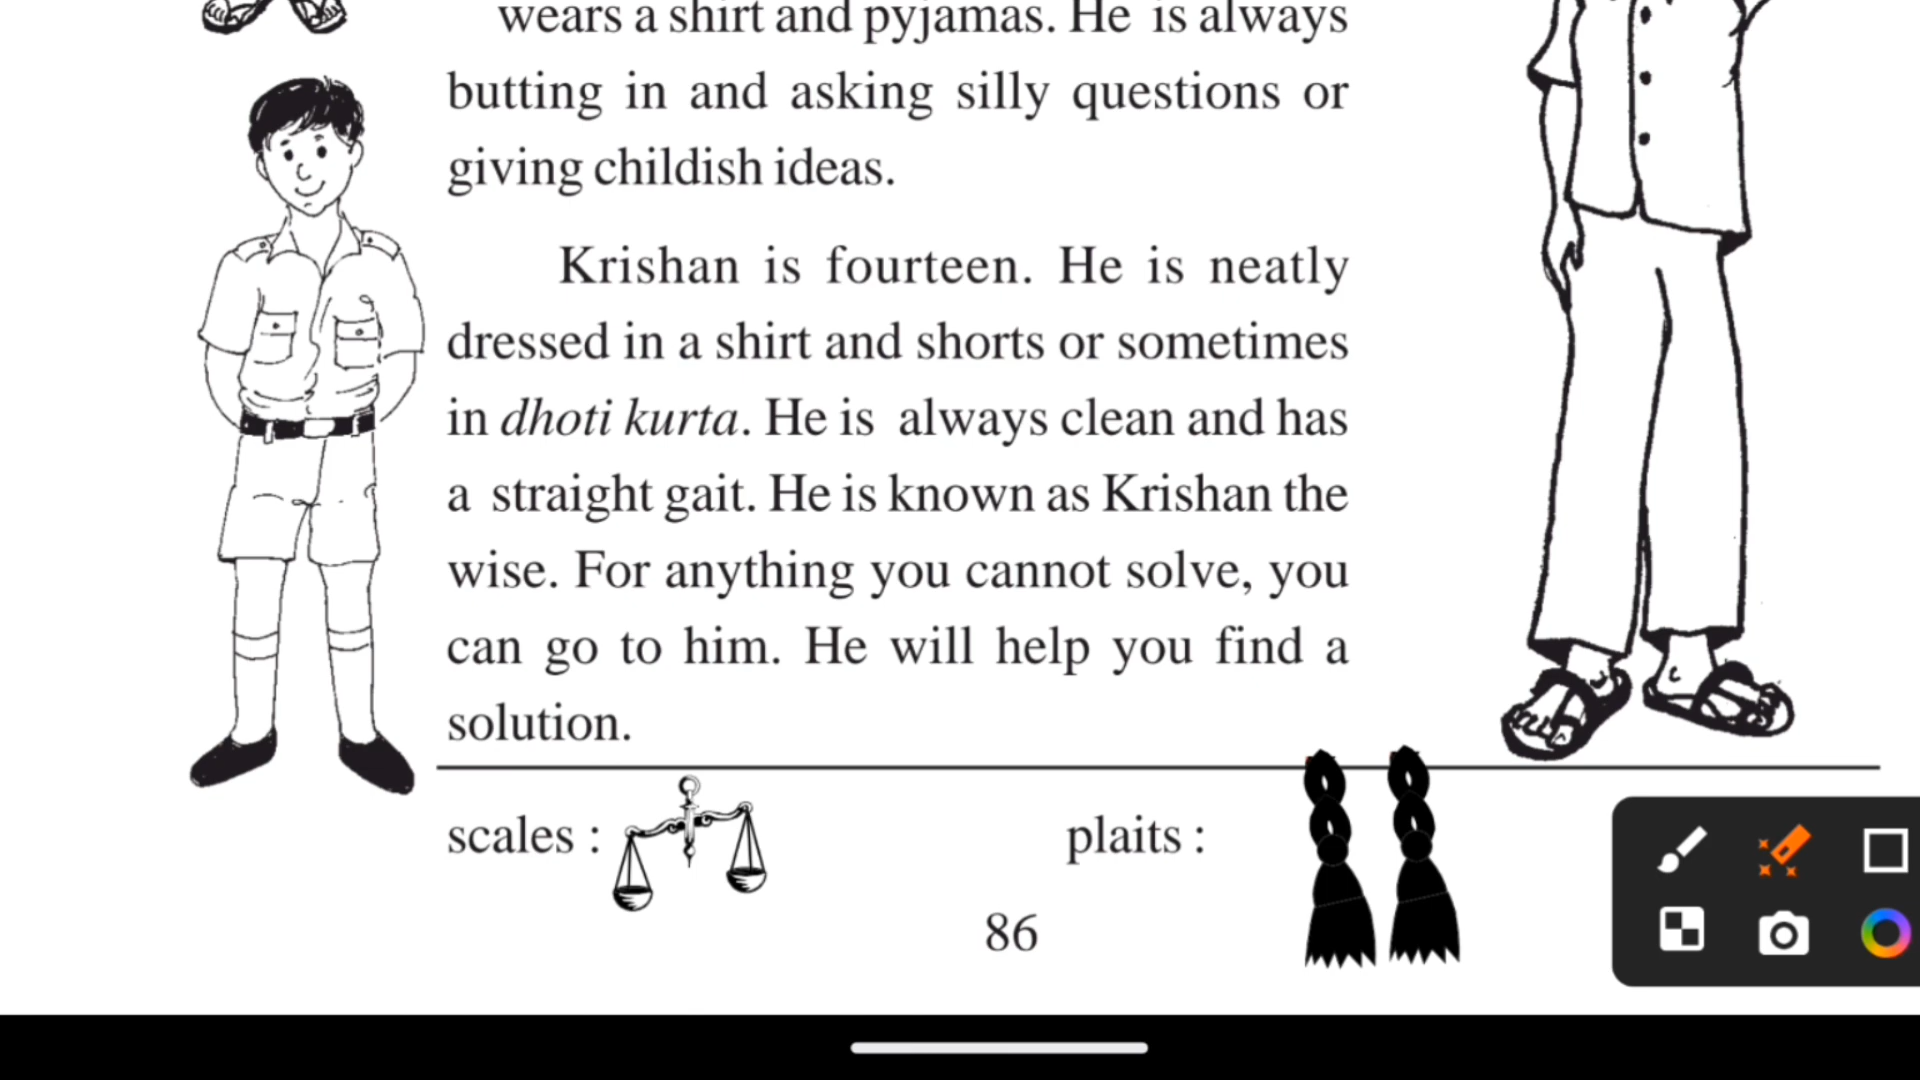 wears a shirt and pyjamas. He is always
butting in and asking silly questions or
giving childish ideas.
Krishan is fourteen. He is neatly
dressed in a shirt and shorts or sometimes
in dhoti kurta. He is always clean and has
a straight gait. He is known as Krishan the
wise. For anything you cannot solve, you
can go to him. He will help you find a
solution.
scales :
plaits :
86